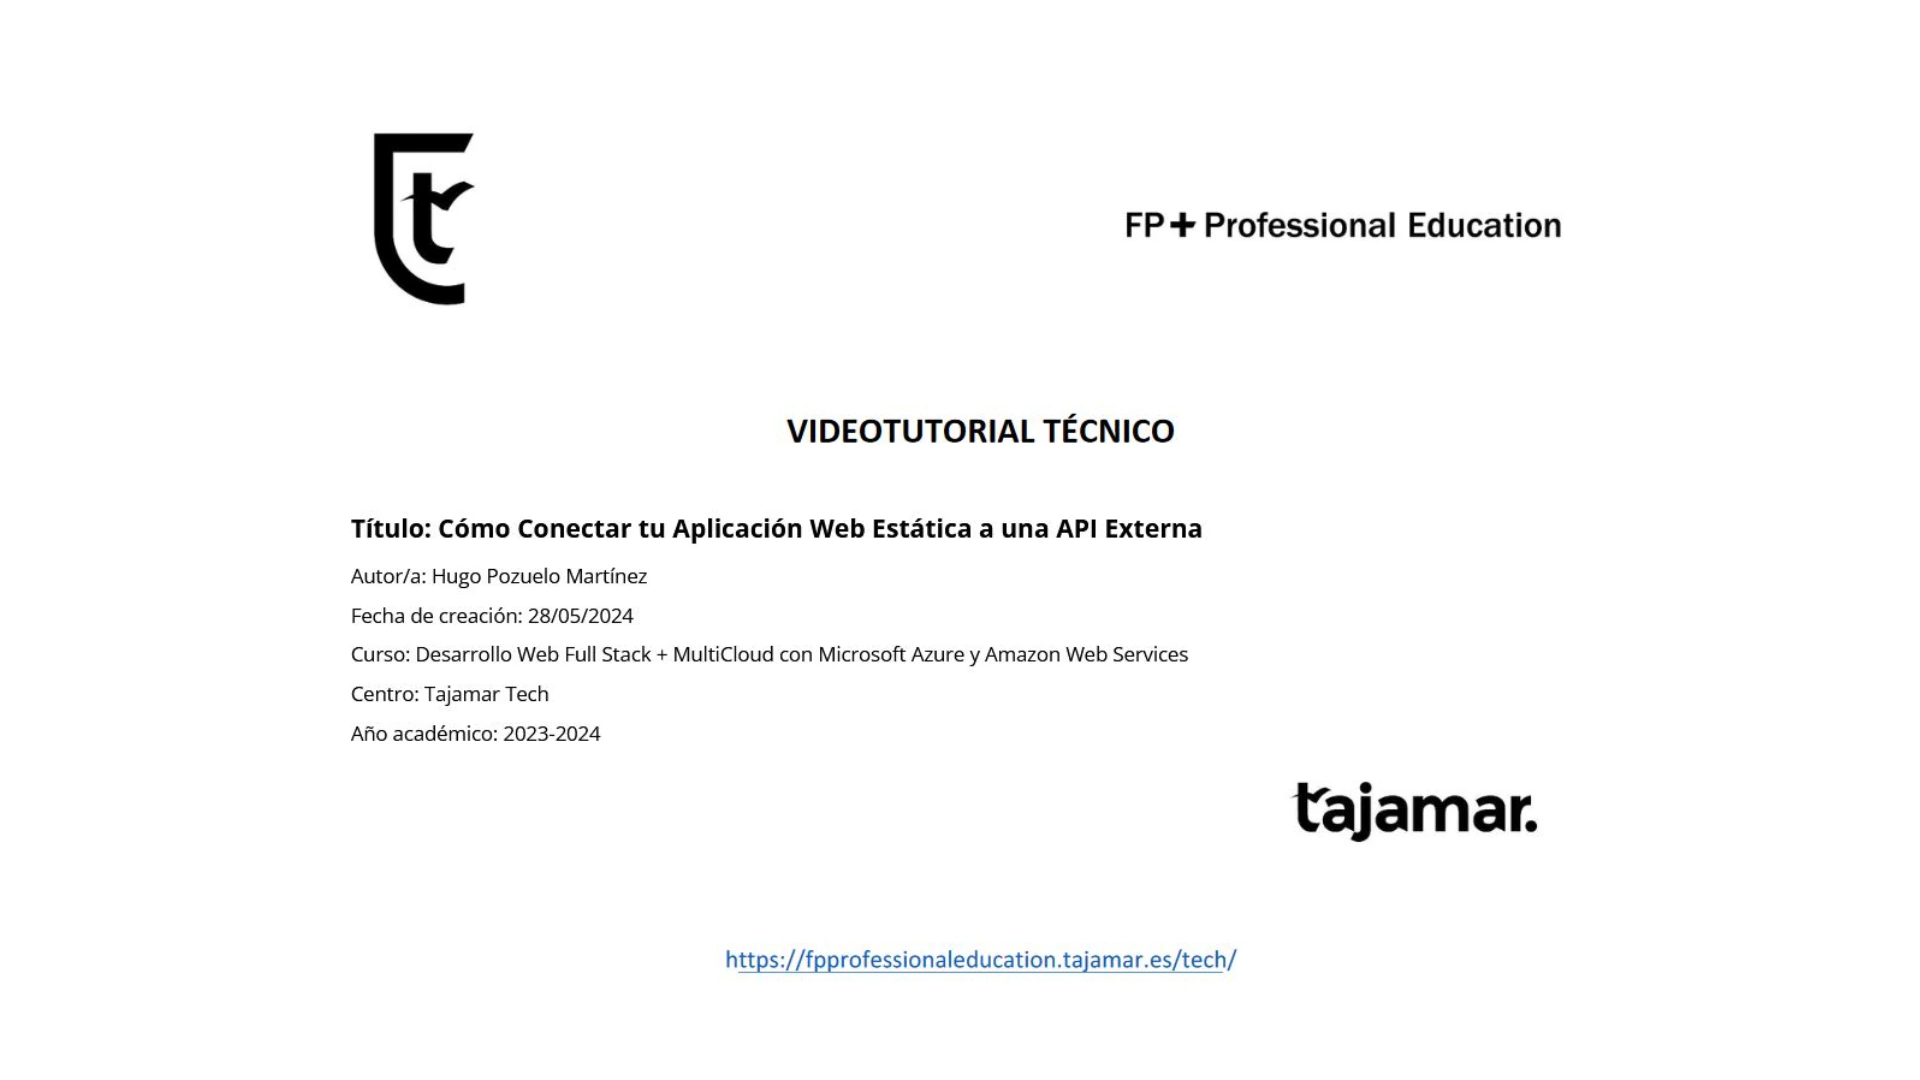 FP+ Professional Education
VIDEOTUTORIAL TÉCNICO
Título: Cómo Conectar tu Aplicación Web Estática a una API Externa
Autor/a: Hugo Pozuelo Martínez
Fecha de creación: 28/05/2024
Curso: Desarrollo Web Full Stack + MultiCloud con Microsoft Azure y Amazon Web Services
Centro: Tajamar Tech
Año académico: 2023-2024
tajamar.
https://fpprofessionaleducation.tajamar.es/tech/